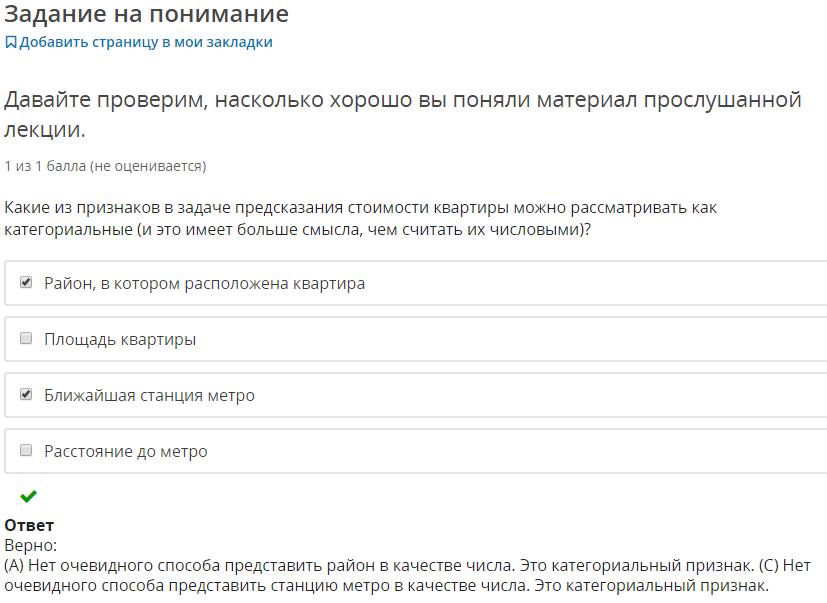 Задание на понимание
Добавить страницу в мои закладки
Давайте проверим, насколько хорошо вы поняли материал прослушанной
лекции.
1 из 1 балла (не оценивается)
Какие из признаков в задаче предсказания стоимости квартиры можно рассматривать как
категориальные (и это имеет больше смысла, чем считать их числовыми)?
Район, в котором расположена квартира
Площадь квартиры
Ближайшая станция метро
Расстояние до метро
Ответ
Верно:
(A) Нет очевидного способа представить район в качестве числа. Это категориальный признак. (C) Нет
очевидного способа представить станцию метро в качестве числа. Это категориальный признак.